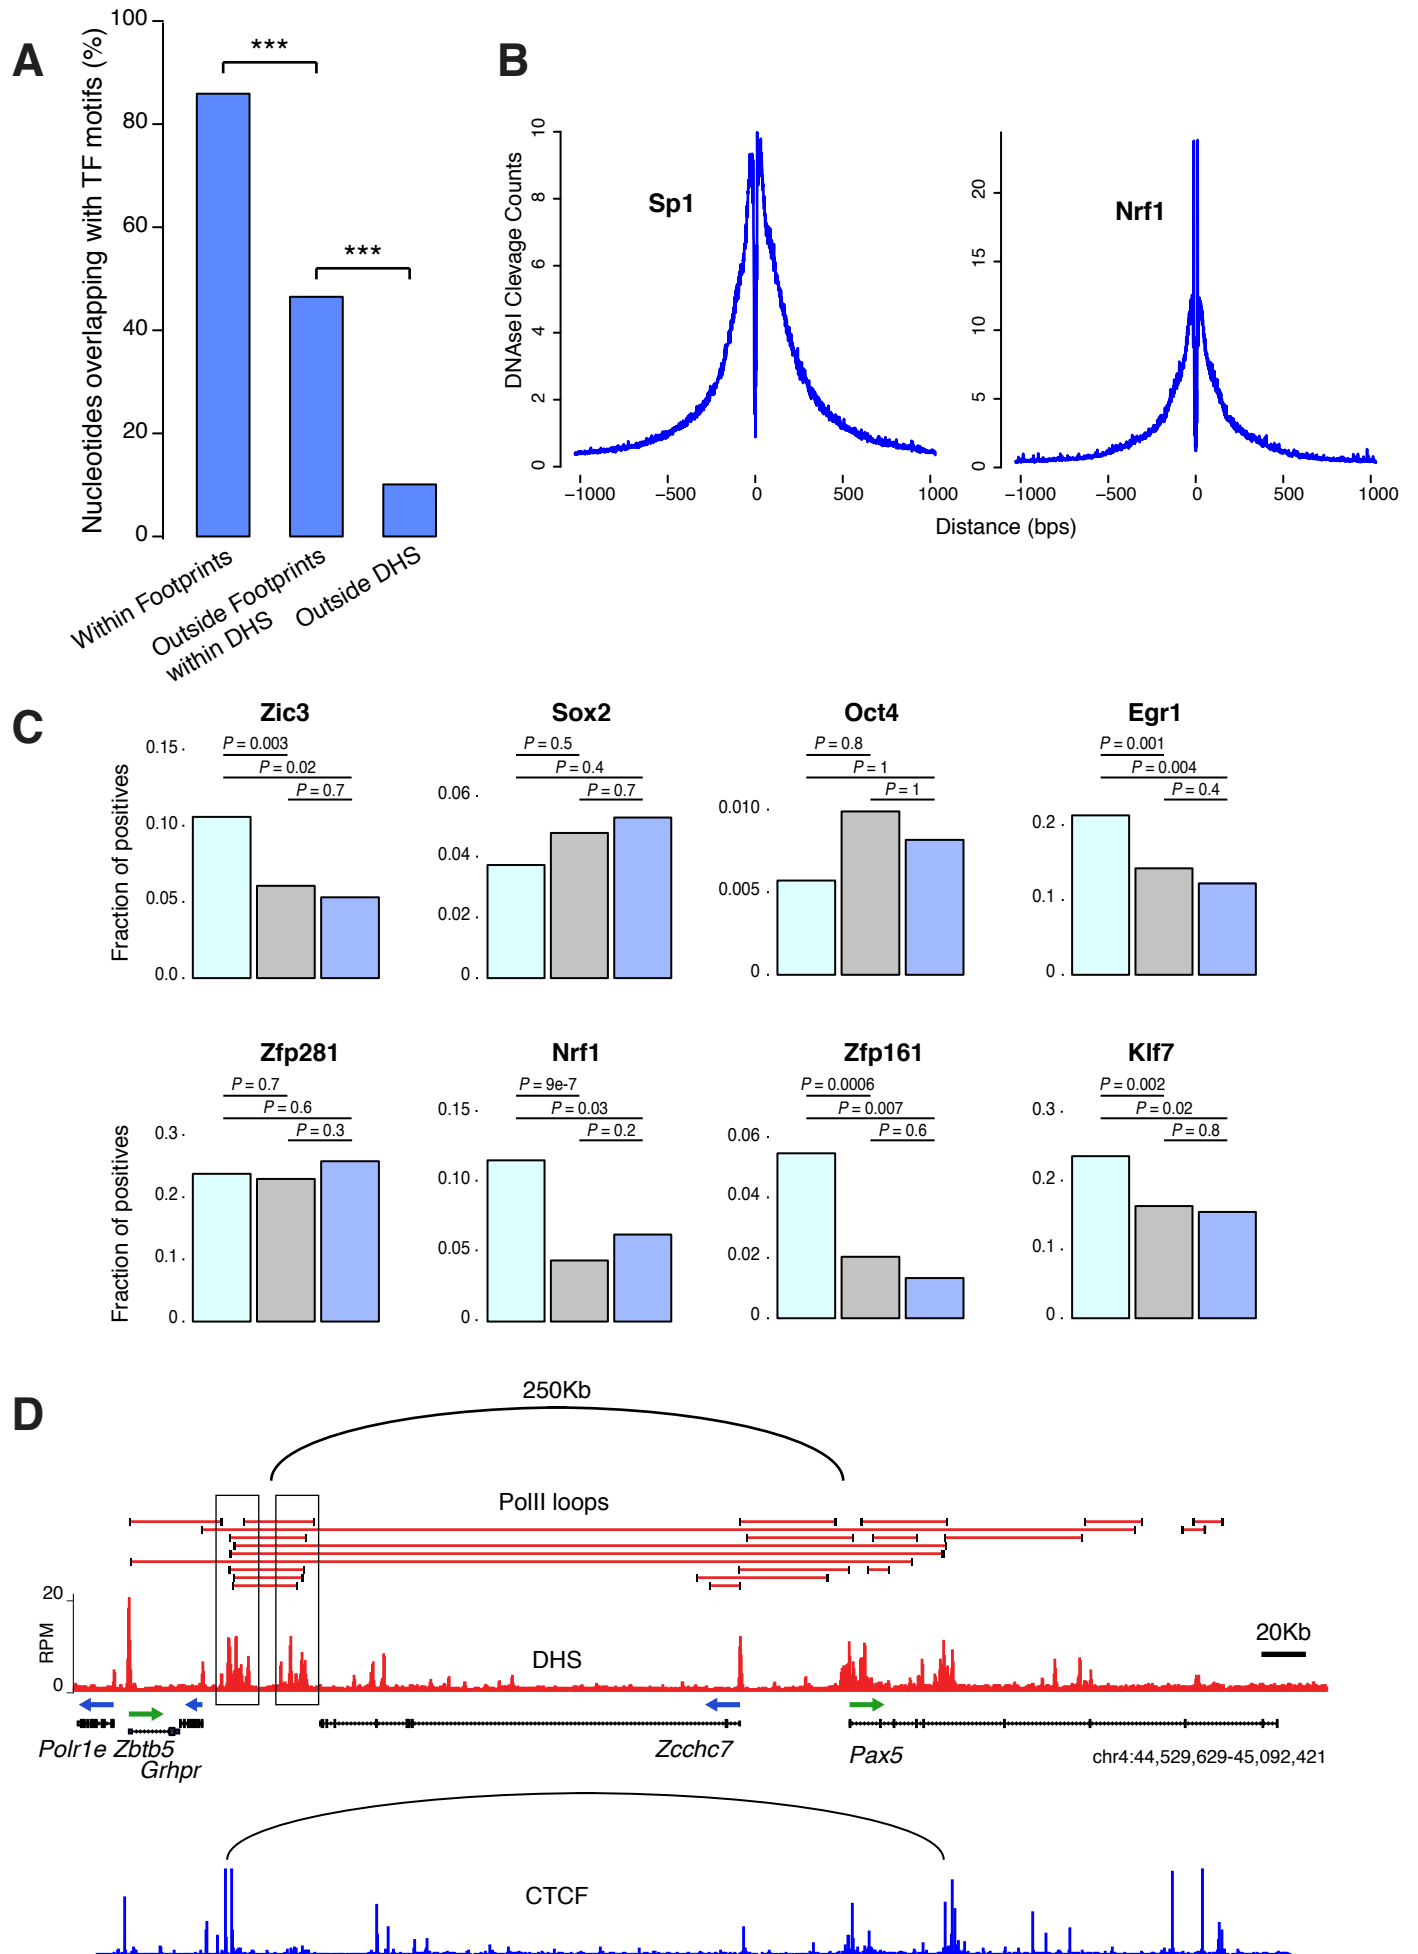 A
Nucleotides overlapping with TF motifs (%)
100
80
60
40
20
0
***
***
Within Footprints
Outside Footprints
within DHS
Outside DHS
B
DNAseI Clevage Counts
10
8
6
4
2
0
Sp1
−1000 −500 0 500 1000
20
15
10
5
0
Nrf1
−1000 −500 0 500 1000
Distance (bps)
C
Fraction of positives
Zic3
P = 0.003
P = 0.02
P = 0.7
0.15
0.10
0.05
0.0
Sox2
P = 0.5
P = 0.4
P = 0.7
0.06
0.04
0.02
0
Oct4
P = 0.8
P = 1
P = 1
0.010
0.005
0
Egr1
P = 0.001
P = 0.004
P = 0.4
0.2
0.1
0
Fraction of positives
Zfp281
P = 0.7
P = 0.6
P = 0.3
0.3
0.2
0.1
0
Nrf1
P = 9e-7
P = 0.03
P = 0.2
0.15
0.10
0.05
0
Zfp161
P = 0.0006
P = 0.007
P = 0.6
0.06
0.04
0.02
0
Klf7
P = 0.002
P = 0.02
P = 0.8
0.3
0.2
0.1
0
D
250Kb
PolII loops
20
RPM
0
DHS
20Kb
Polr1e Zbtb5
Grhpr
Zcchc7
Pax5
chr4:44,529,629-45,092,421
CTCF